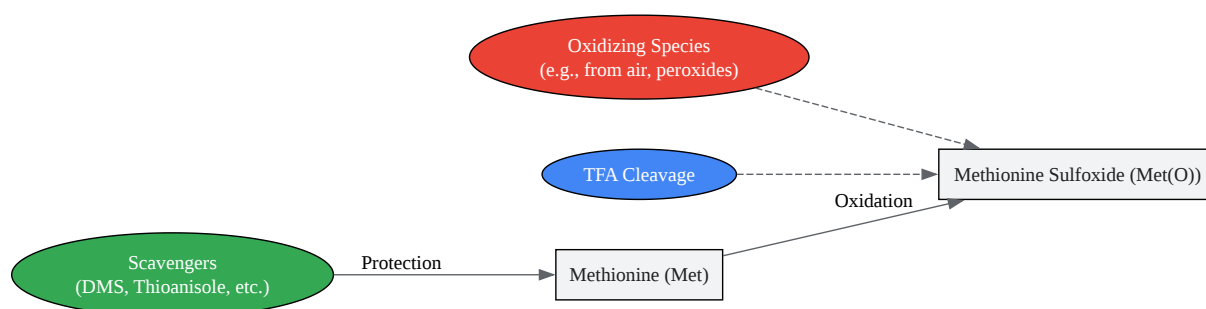 Oxidizing Species
(e.g., from air, peroxides)
TFA Cleavage
Methionine Sulfoxide (Met(O))
Oxidation
Scavengers
(DMS, Thioanisole, etc.)
Protection
Methionine (Met)